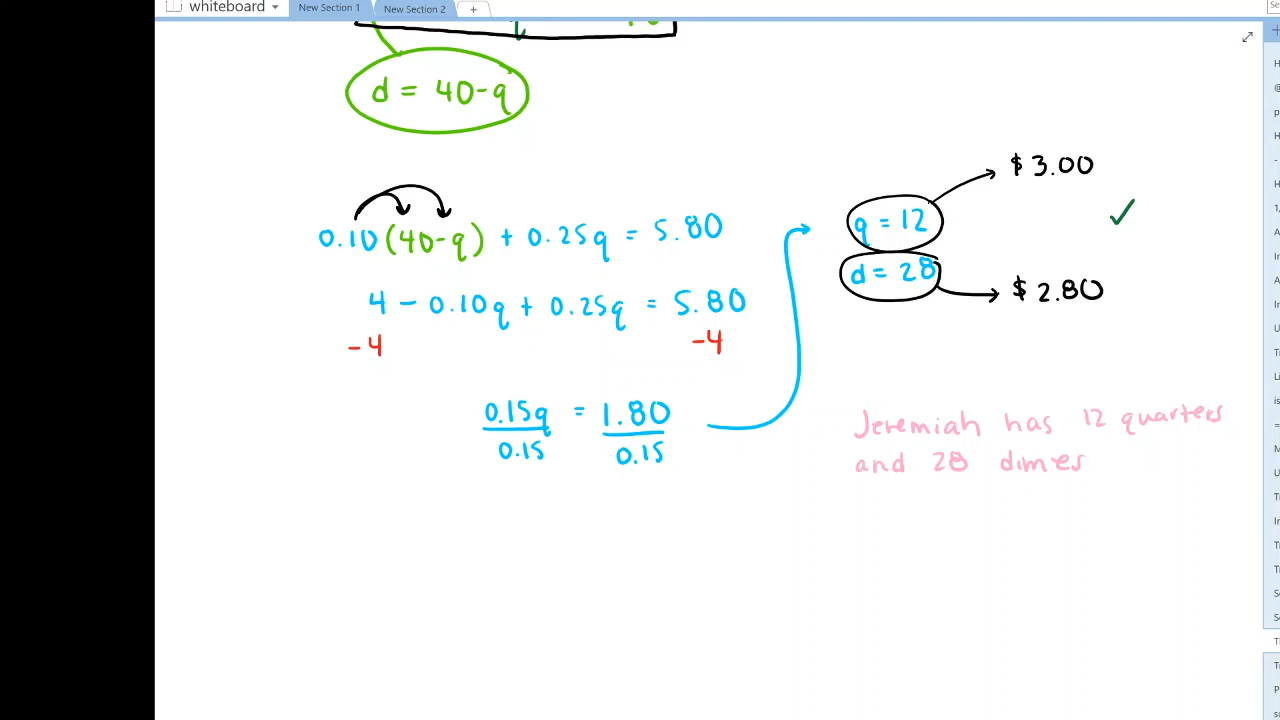 whiteboard
New Section 1
New Section 2
+
d = 40-q
0.10(40-q) + 0.25q = 5.80
4 - 0.10q + 0.25q = 5.80
-4 -4
0.15q = 1.80
0.15 0.15
$3.00
q = 12
d = 28
$2.80
✓
Jeremiah has 12 quarters
and 28 dimes